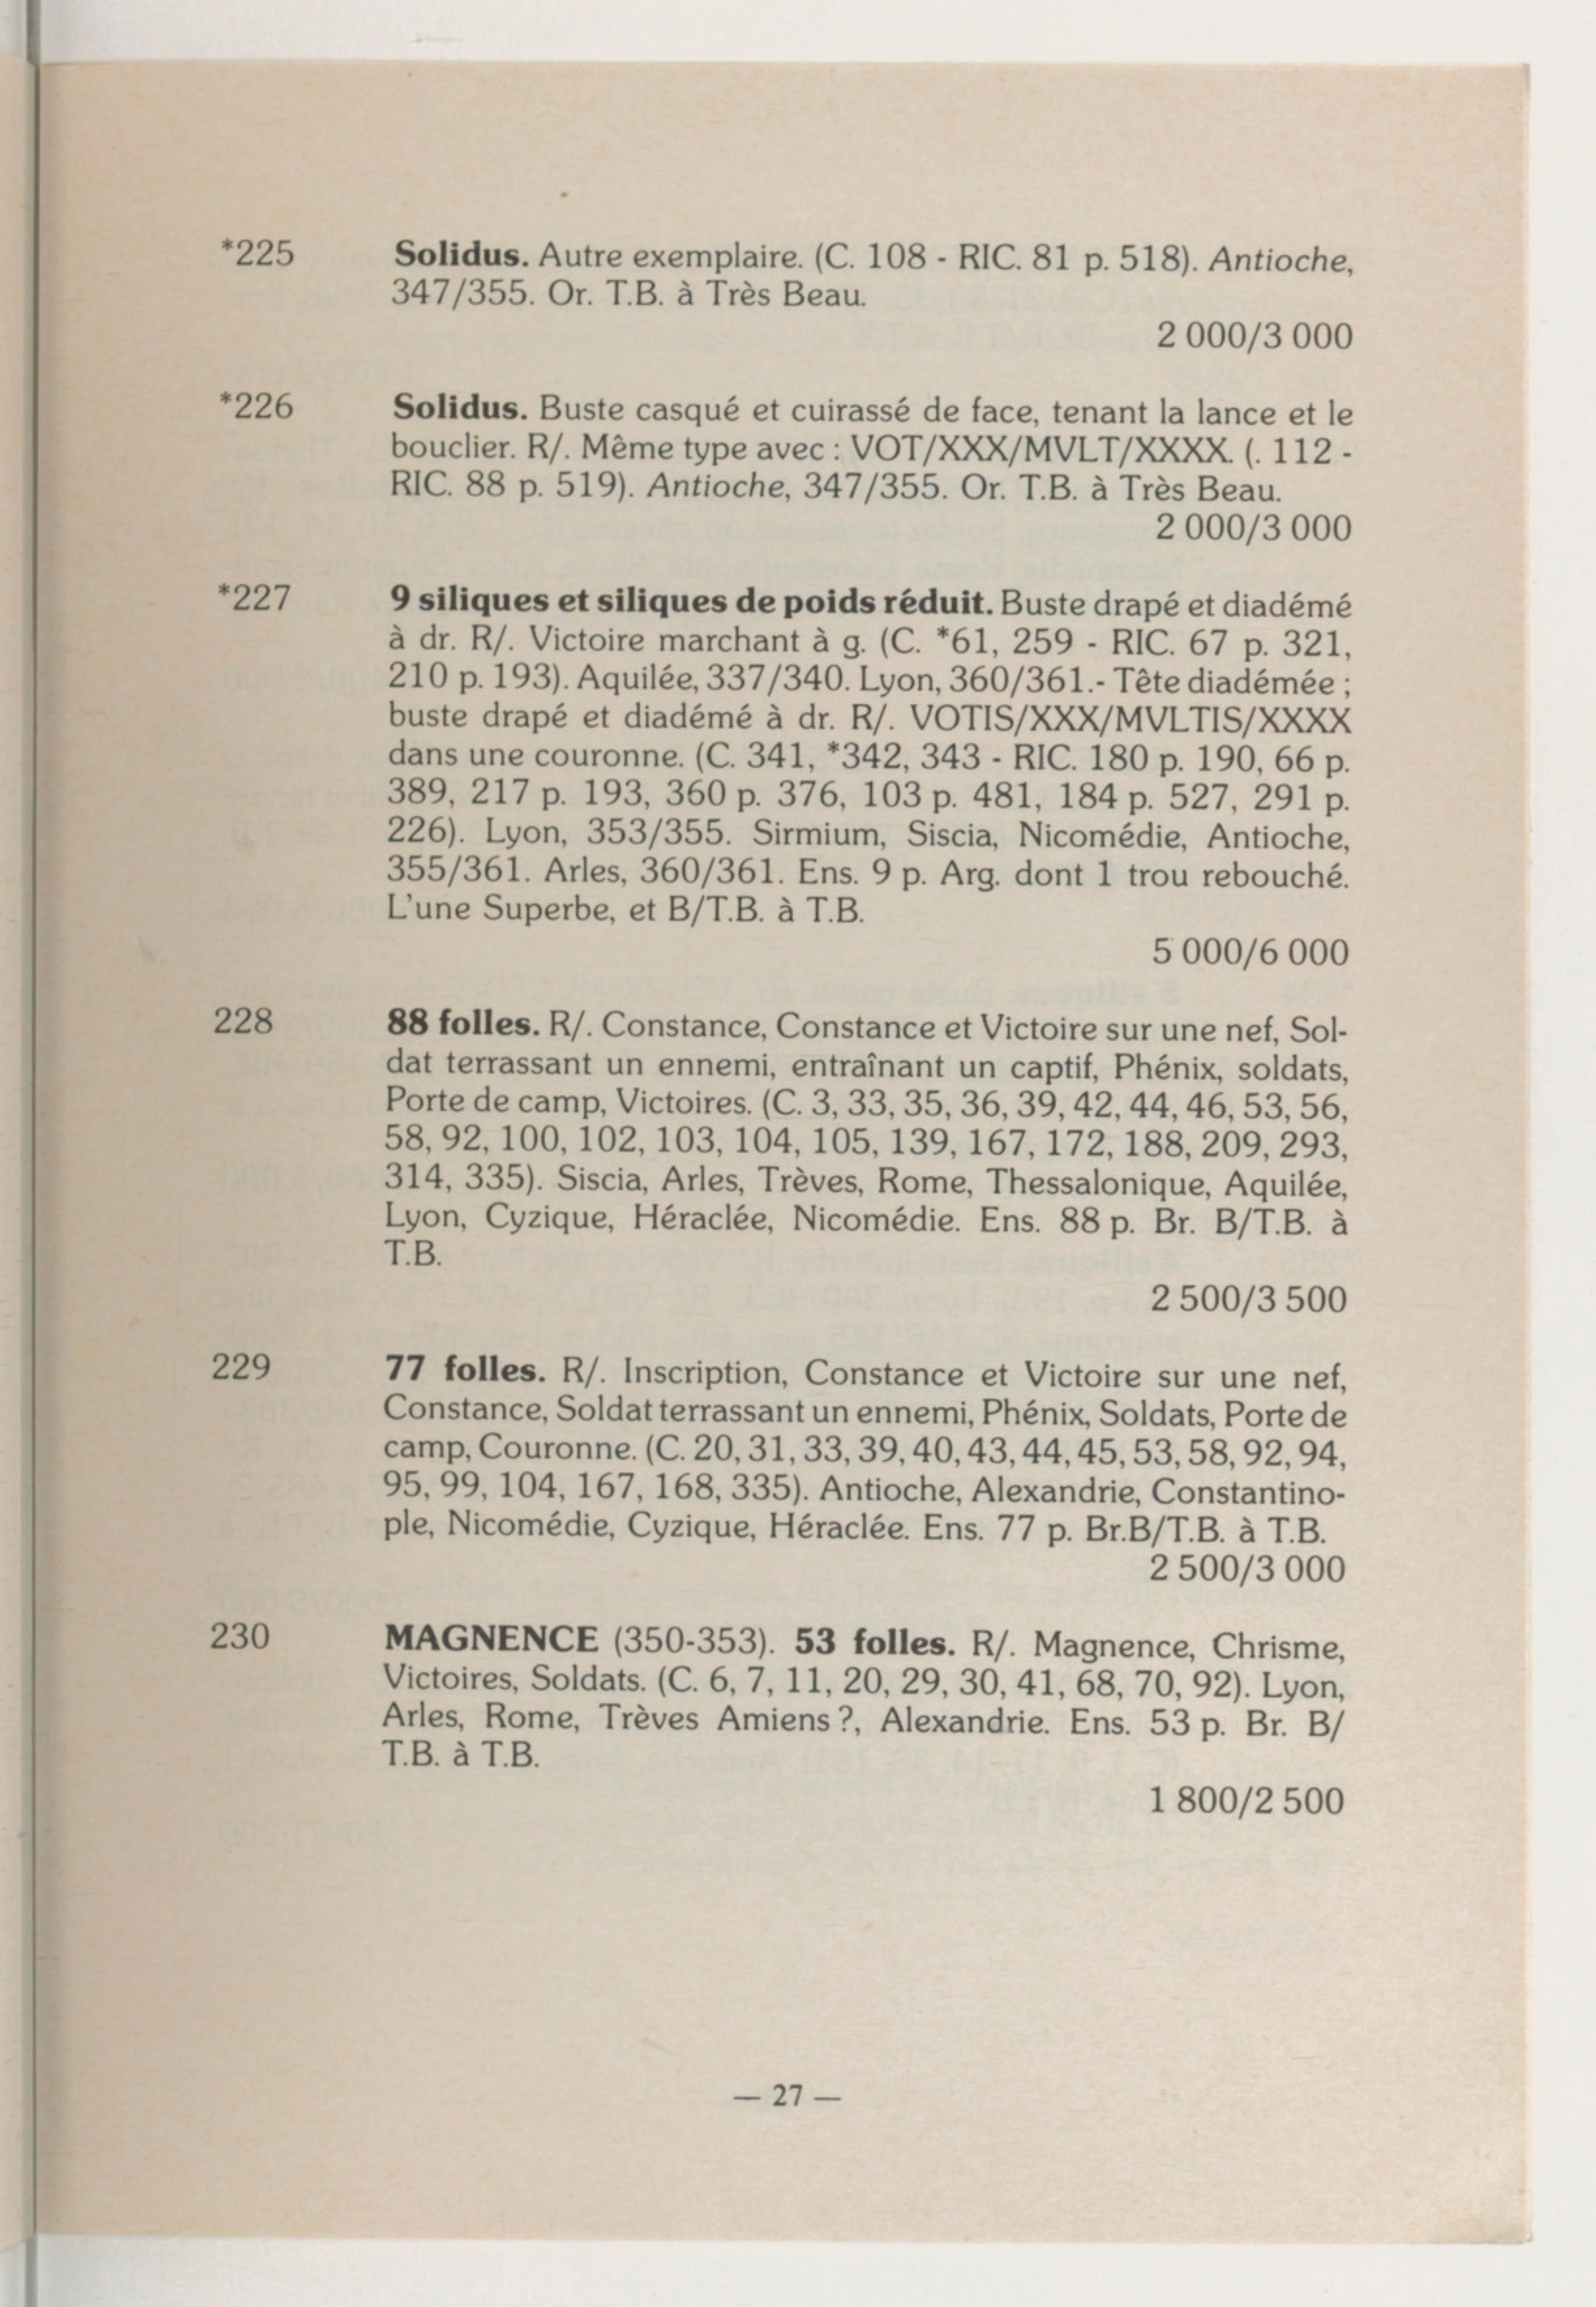 *225 Solidus. Autre exemplaire. (C. 108 - RIC. 81 p. 518). Antioche,
347/355. Or. T.B. à Très Beau.
2 000/3 000
*226 Solidus. Buste casqué et cuirassé de face, tenant la lance et le
bouclier. R/. Même type avec : VOT/XXX/MVLT/XXXX. (. 112 -
RIC. 88 p. 519). Antioche, 347/355. Or. T.B. à Très Beau.
2 000/3 000
*227 9 siliques et siliques de poids réduit. Buste drapé et diadémé
à dr. R/. Victoire marchant à g. (C. *61, 259 - RIC. 67 p. 321,
210 p. 193). Aquilée, 337/340. Lyon, 360/361.- Tête diadémée ;
buste drapé et diadémé à dr. R/. VOTIS/XXX/MVLTIS/XXXX
dans une couronne. (C. 341, *342, 343 - RIC. 180 p. 190, 66 p.
389, 217 p. 193, 360 p. 376, 103 p. 481, 184 p. 527, 291 p.
226). Lyon, 353/355. Sirmium, Siscia, Nicomédie, Antioche,
355/361. Arles, 360/361. Ens. 9 p. Arg. dont 1 trou rebouché.
L'une Superbe, et B/T.B. à T.B.
5 000/6 000
228 88 folles. R/. Constance, Constance et Victoire sur une nef, Sol-
dat terrassant un ennemi, entraînant un captif, Phénix, soldats,
Porte de camp, Victoires. (C. 3, 33, 35, 36, 39, 42, 44, 46, 53, 56,
58, 92, 100, 102, 103, 104, 105, 139, 167, 172, 188, 209, 293,
314, 335). Siscia, Arles, Trèves, Rome, Thessalonique, Aquilée,
Lyon, Cyzique, Héraclée, Nicomédie. Ens. 88 p. Br. B/T.B. à
T.B.
2 500/3 500
229 77 folles. R/. Inscription, Constance et Victoire sur une nef,
Constance, Soldat terrassant un ennemi, Phénix, Soldats, Porte de
camp, Couronne. (C. 20, 31, 33, 39, 40, 43, 44, 45, 53, 58, 92, 94,
95, 99, 104, 167, 168, 335). Antioche, Alexandrie, Constantino-
ple, Nicomédie, Cyzique, Héraclée. Ens. 77 p. Br.B/T.B. à T.B.
2 500/3 000
230 MAGNENCE (350-353). 53 folles. R/. Magnence, Chrisme,
Victoires, Soldats. (C. 6, 7, 11, 20, 29, 30, 41, 68, 70, 92). Lyon,
Arles, Rome, Trèves Amiens ?, Alexandrie. Ens. 53 p. Br. B/
T.B. à T.B.
1 800/2 500
— 27 —